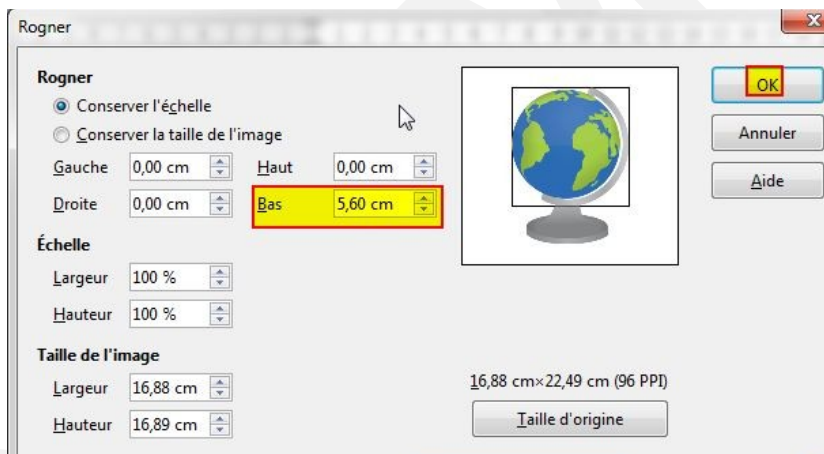 Rogner
Rogner
Conserver l'échelle
Conserver la taille de l'image
Gauche 0,00 cm Haut 0,00 cm
Droite 0,00 cm Bas 5,60 cm
Échelle
Largeur 100 %
Hauteur 100 %
Taille de l'image
Largeur 16,88 cm
Hauteur 16,89 cm
16,88 cm×22,49 cm (96 PPI)
Taille d'origine
OK
Annuler
Aide